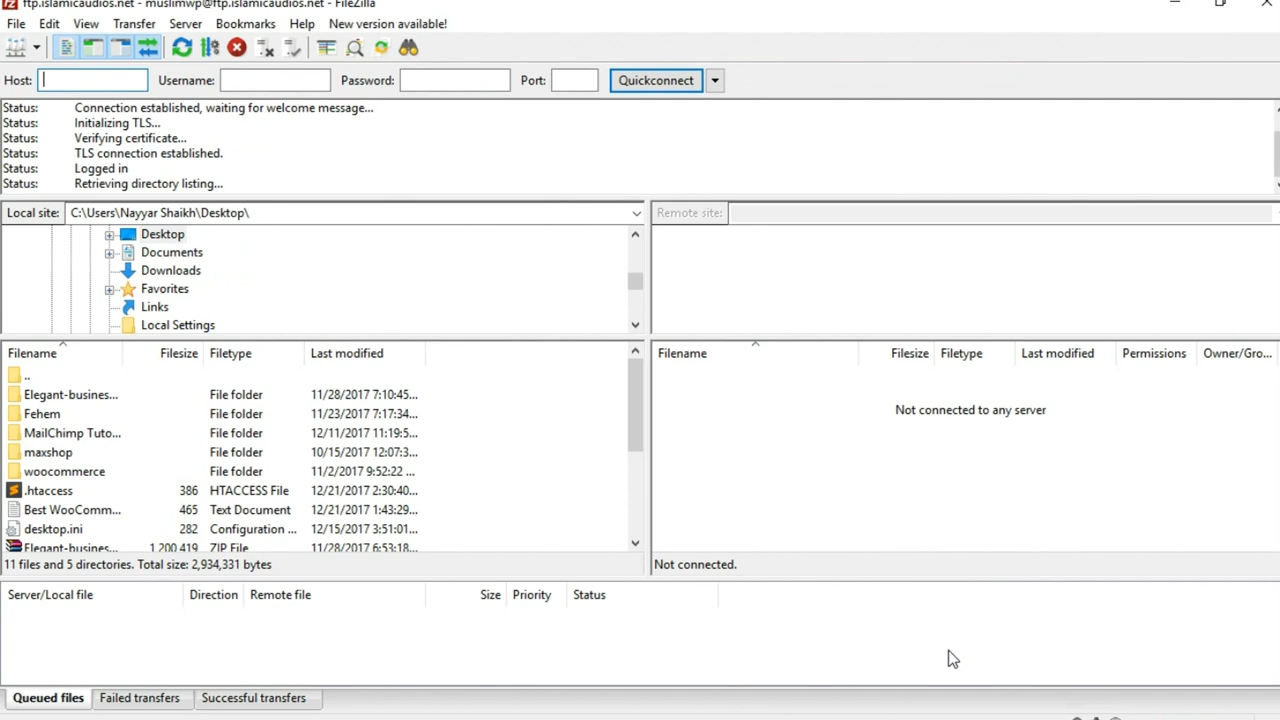 ftp.islamicaudios.net - muslimwp@ftp.islamicaudios.net - FileZilla
File Edit View Transfer Server Bookmarks Help New version available!
Host: Username: Password: Port: Quickconnect
Status: Connection established, waiting for welcome message...
Status: Initializing TLS...
Status: Verifying certificate...
Status: TLS connection established.
Status: Logged in
Status: Retrieving directory listing...
Local site: C:\Users\Nayyar Shaikh\Desktop\ Remote site:
Desktop
Documents
Downloads
Favorites
Links
Local Settings
Filename Filesize Filetype Last modified
..
Elegant-busines... File folder 11/28/2017 7:10:45...
Fehem File folder 11/23/2017 7:17:34...
MailChimp Tuto... File folder 12/11/2017 11:19:5...
maxshop File folder 10/15/2017 12:07:3...
woocommerce File folder 11/2/2017 9:52:22 ...
.htaccess 386 HTACCESS File 12/21/2017 2:30:40...
Best WooComm... 465 Text Document 12/21/2017 1:43:29...
desktop.ini 282 Configuration ... 12/15/2017 3:51:01...
Elegant-busines... 1,200,419 ZIP File 11/28/2017 6:53:18...
11 files and 5 directories. Total size: 2,934,331 bytes
Filename Filesize Filetype Last modified Permissions Owner/Gro...
Not connected to any server
Not connected.
Server/Local file Direction Remote file Size Priority Status
Queued files Failed transfers Successful transfers